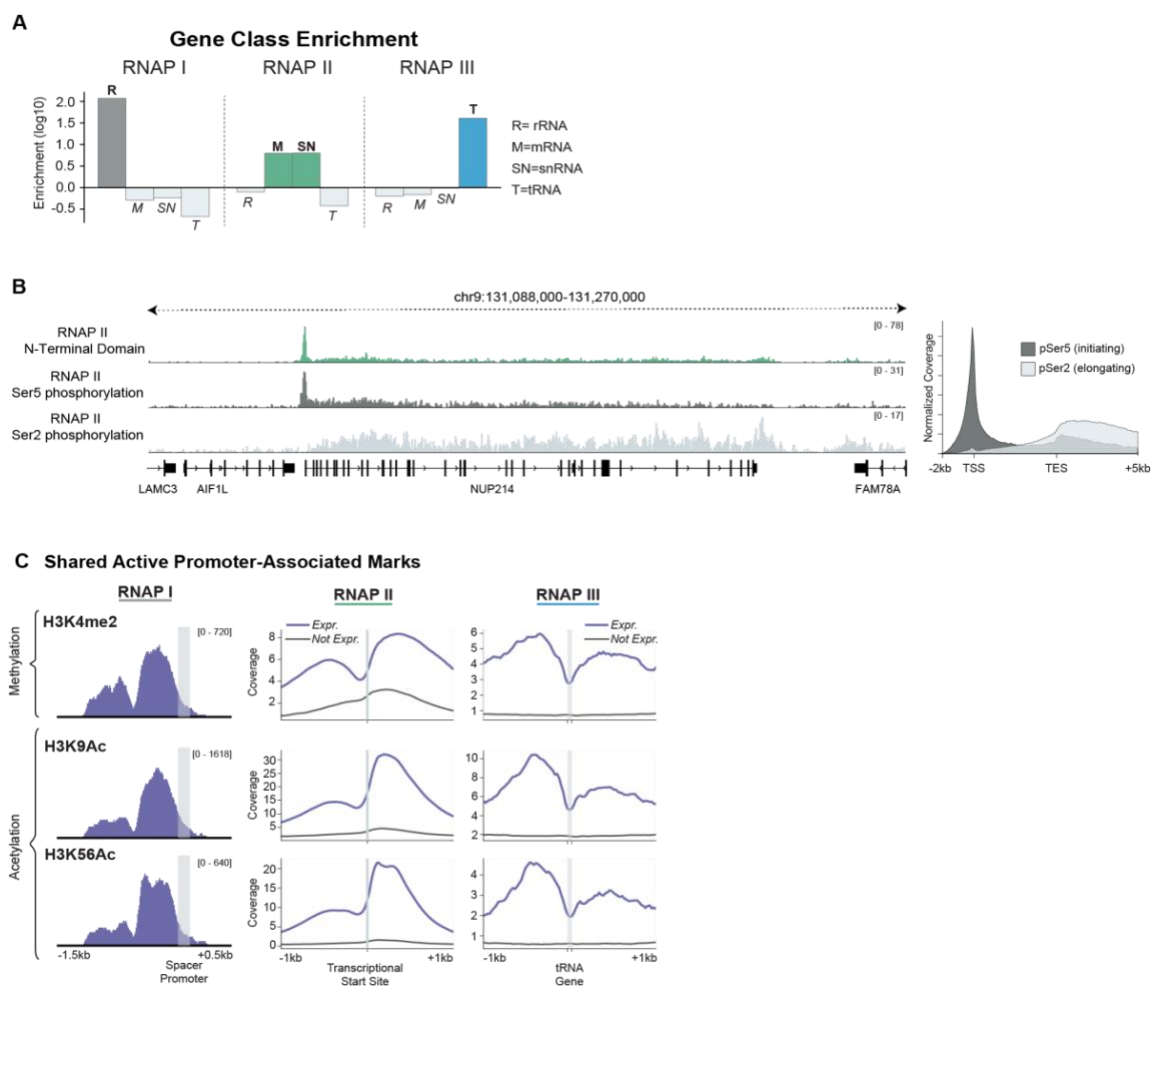 A
Gene Class Enrichment
RNAP I RNAP II RNAP III
Enrichment (log10)
2.0
1.5
1.0
0.5
0.0
-0.5
R
M SN T
R
M SN
T
R M SN
T
R= rRNA
M=mRNA
SN=snRNA
T=tRNA
B
chr9:131,088,000-131,270,000
RNAP II
N-Terminal Domain
[0 - 78]
RNAP II
Ser5 phosphorylation
[0 - 31]
RNAP II
Ser2 phosphorylation
[0 - 17]
LAMC3 AIF1L NUP214 FAM78A
Normalized Coverage
pSer5 (initiating)
pSer2 (elongating)
-2kb TSS TES +5kb
C Shared Active Promoter-Associated Marks
RNAP I RNAP II RNAP III
Methylation
H3K4me2
[0 - 720]
Coverage
8
6
4
2
Expr.
Not Expr.
6
5
4
3
2
1
Expr.
Not Expr.
Acetylation
H3K9Ac
[0 - 1618]
Coverage
30
25
20
15
10
5
10
8
6
4
2
H3K56Ac
[0 - 640]
Coverage
20
15
10
5
0
4
3
2
1
-1.5kb +0.5kb
Spacer
Promoter
-1kb +1kb
Transcriptional
Start Site
-1kb +1kb
tRNA
Gene